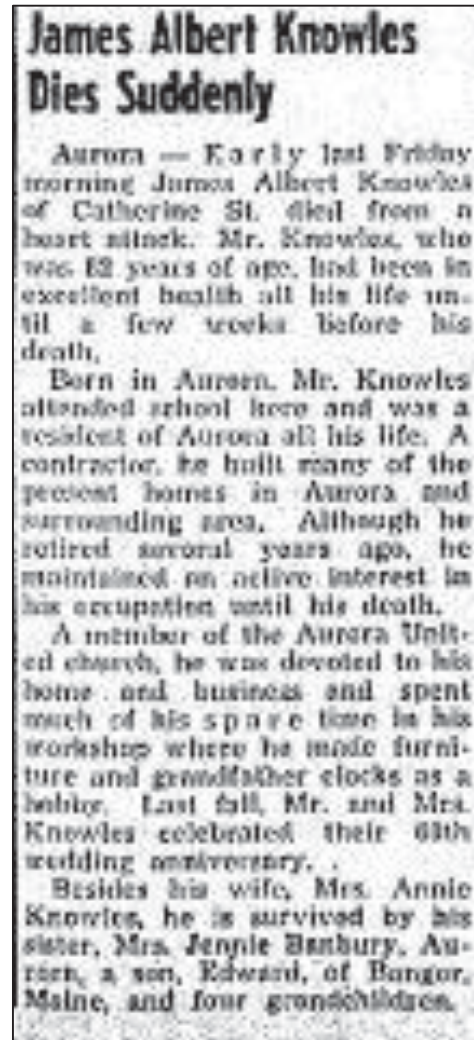 James Albert Knowles
Dies Suddenly
Aurora — Early last Friday
morning James Albert Knowles
of Catherine St. died from a
heart attack. Mr. Knowles, who
was years of age, had been in
excellent health all his life un-
til a few weeks before his
death.
Born in Aurora, Mr. Knowles
attended school here and was a
resident of Aurora all his life. A
contractor, he built many of the
present homes in Aurora and
surrounding area. Although he
retired several years ago, he
maintained an active interest in
his occupation until his death.
A member of the Aurora Unit-
ed church, he was devoted to his
home and business and spent
much of his spare time in his
workshop where he made furni-
ture and grandfather clocks as a
hobby. Last fall, Mr. and Mrs.
Knowles celebrated their
wedding anniversary. .
Besides his wife, Mrs. Annie
Knowles, he is survived by his
sister, Mrs. Jennie Banbury, Au-
rora, a son, Edward, of Bangor,
Maine, and four grandchildren.